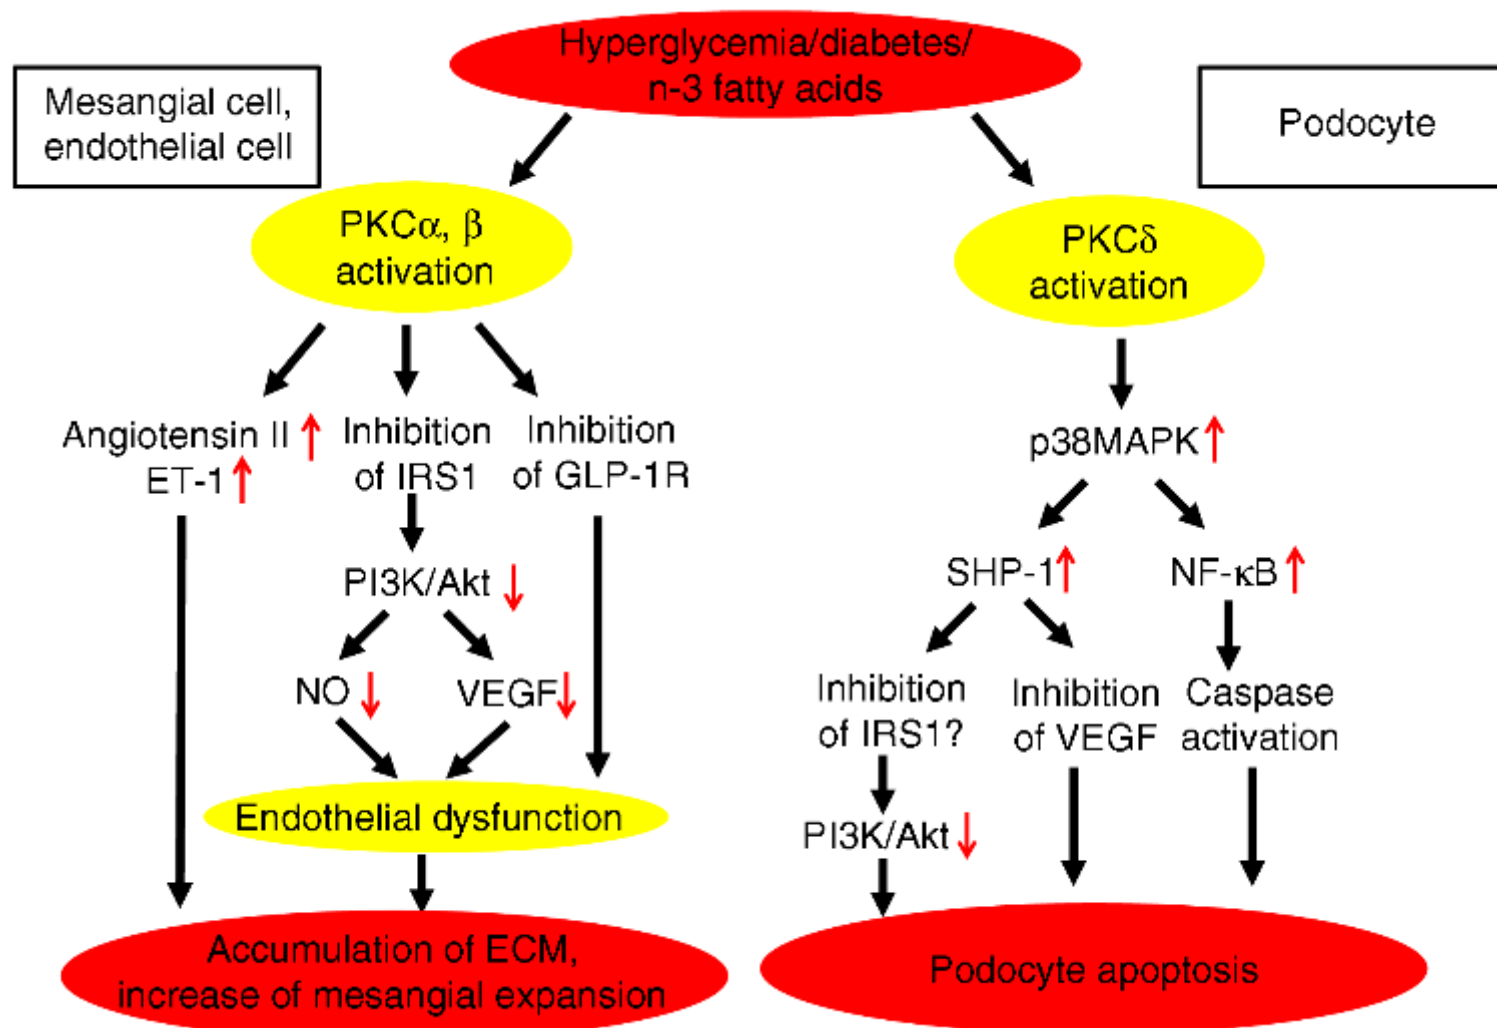 Hyperglycemia/diabetes/
n-3 fatty acids
Mesangial cell,
endothelial cell
Podocyte
PKCα, β
activation
PKCδ
activation
Angiotensin II
ET-1
Inhibition
of IRS1
Inhibition
of GLP-1R
p38MAPK
PI3K/Akt
SHP-1
NF-κB
NO
VEGF
Inhibition
of IRS1?
Inhibition
of VEGF
Caspase
activation
Endothelial dysfunction
PI3K/Akt
Accumulation of ECM,
increase of mesangial expansion
Podocyte apoptosis